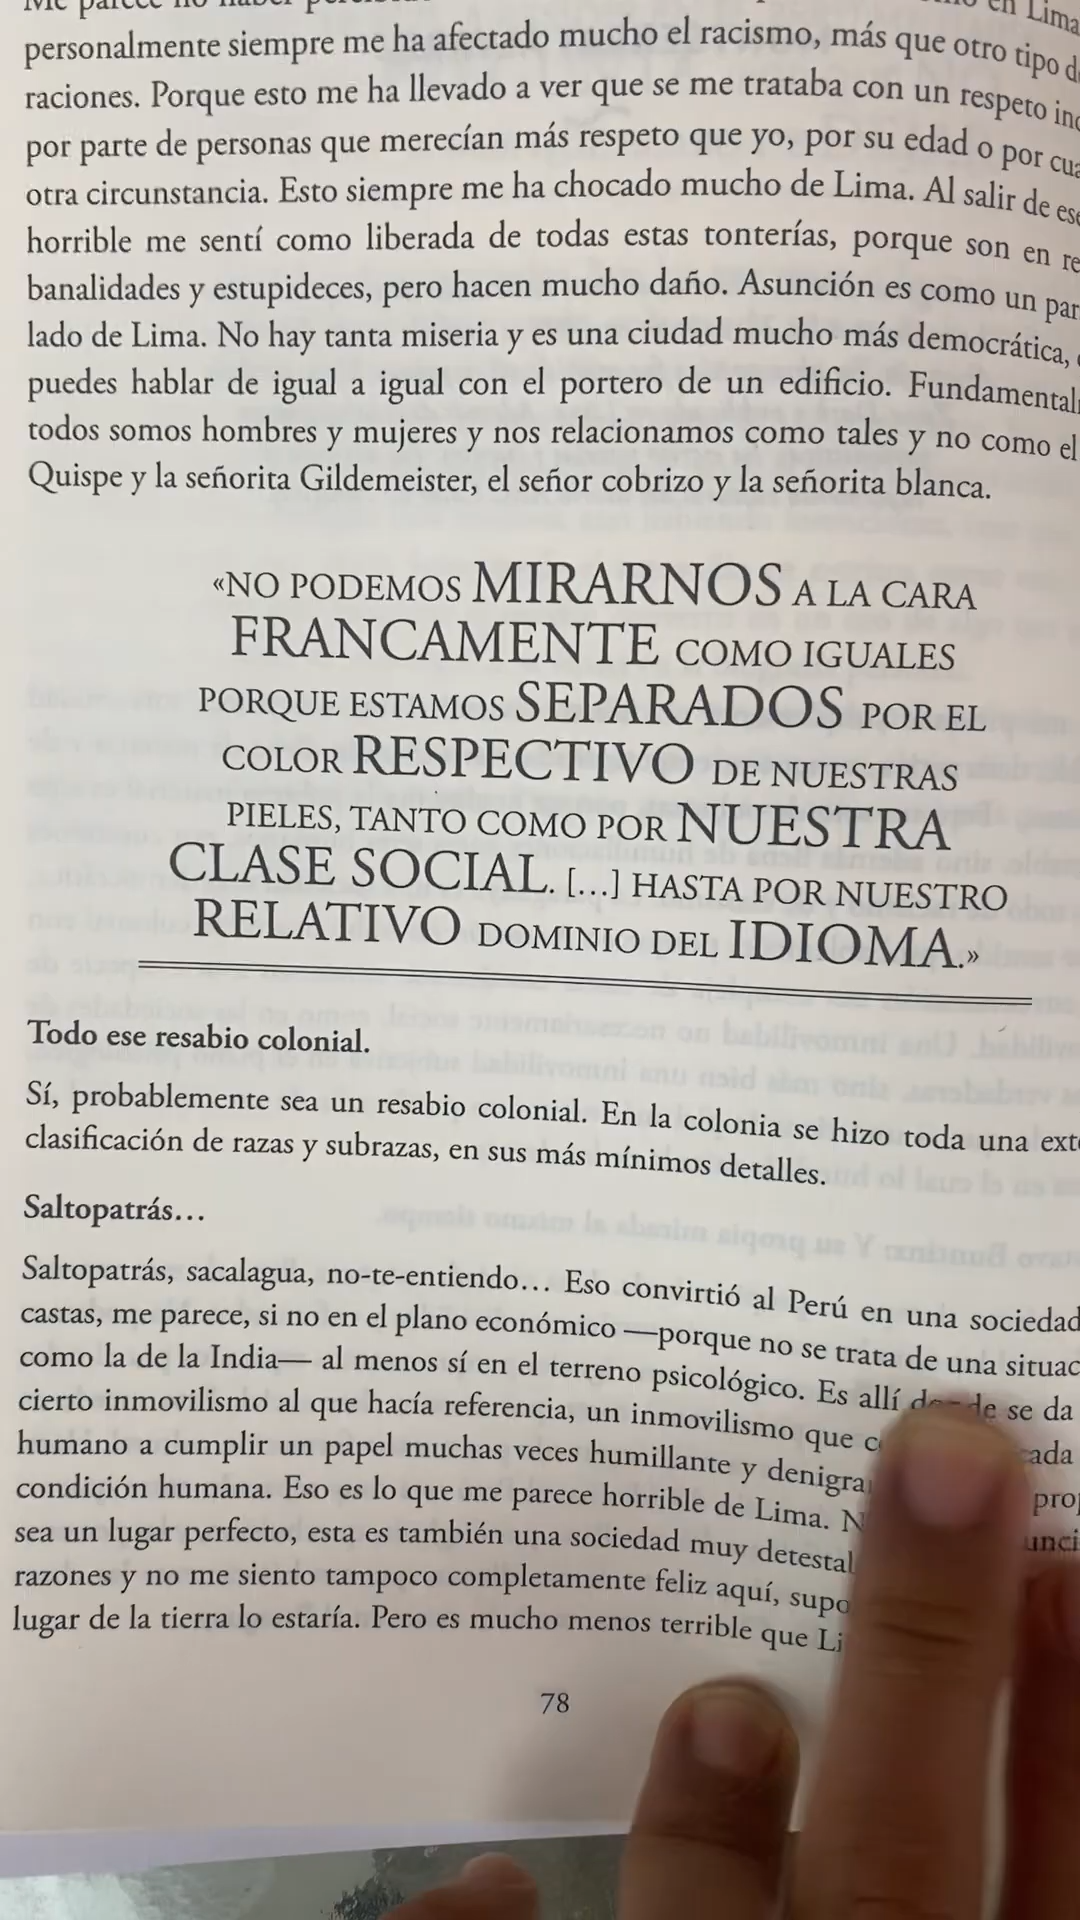 personalmente siempre me ha afectado mucho el racismo, más que otro tipo
raciones. Porque esto me ha llevado a ver que se me trataba con un respeto
por parte de personas que merecían más respeto que yo, por su edad o por
otra circunstancia. Esto siempre me ha chocado mucho de Lima. Al salir de
horrible me sentí como liberada de todas estas tonterías, porque son en
banalidades y estupideces, pero hacen mucho daño. Asunción es como un
lado de Lima. No hay tanta miseria y es una ciudad mucho más democrática,
puedes hablar de igual a igual con el portero de un edificio.
todos somos hombres y mujeres y nos relacionamos como tales y no como el
Quispe y la señorita Gildemeister, el señor cobrizo y la señorita blanca.
«NO PODEMOS MIRARNOS A LA CARA
FRANCAMENTE COMO IGUALES
PORQUE ESTAMOS SEPARADOS POR EL
COLOR RESPECTIVO DE NUESTRAS
PIELES, TANTO COMO POR NUESTRA
CLASE SOCIAL. [...] HASTA POR NUESTRO
RELATIVO DOMINIO DEL IDIOMA.»
Todo ese resabio colonial.
Sí, probablemente sea un resabio colonial. En la colonia se hizo toda una
clasificación de razas y subrazas, en sus más mínimos detalles.
Saltopatrás...
Saltopatrás, sacalagua, no-te-entiendo... Eso convirtió al Perú en una sociedad
castas, me parece, si no en el plano económico —porque no se trata de una
como la de la India— al menos sí en el terreno psicológico. Es allí se da
cierto inmovilismo al que hacía referencia, un inmovilismo que
humano a cumplir un papel muchas veces humillante y
condición humana. Eso es lo que me parece horrible de Lima.
sea un lugar perfecto, esta es también una sociedad muy
razones y no me siento tampoco completamente feliz aquí,
lugar de la tierra lo estaría. Pero es mucho menos terrible que
78